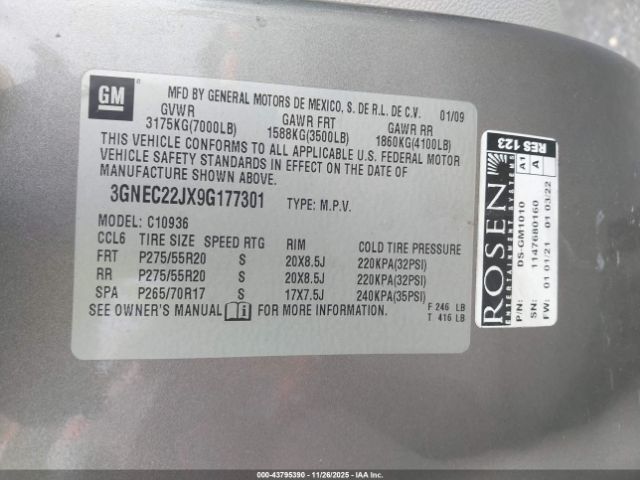 GM
MFD BY GENERAL MOTORS DE MEXICO, S. DE R.L. DE C.V. 01/09
GVWR GAWR FRT GAWR RR
3175KG(7000LB) 1588KG(3500LB) 1860KG(4100LB)
THIS VEHICLE CONFORMS TO ALL APPLICABLE U.S. FEDERAL MOTOR
VEHICLE SAFETY STANDARDS IN EFFECT ON THE DATE OF
MANUFACTURE SHOWN ABOVE.
3GNEC22JX9G177301 TYPE: M.P.V.
MODEL: C10936
CCL6 TIRE SIZE SPEED RTG RIM COLD TIRE PRESSURE
FRT P275/55R20 S 20X8.5J 220KPA(32PSI)
RR P275/55R20 S 20X8.5J 220KPA(32PSI)
SPA P265/70R17 S 17X7.5J 240KPA(35PSI)
SEE OWNER'S MANUAL FOR MORE INFORMATION.
F 246 LB
T 416 LB
RES 123
ROSEN
ENTERTAINMENT SYSTEMS
P/N: DS-GM1010 A1
SN: 1147680160 A
FW: 01 01/21 01 03/22
000-43795390 - 11/26/2025 - IAAI.COM